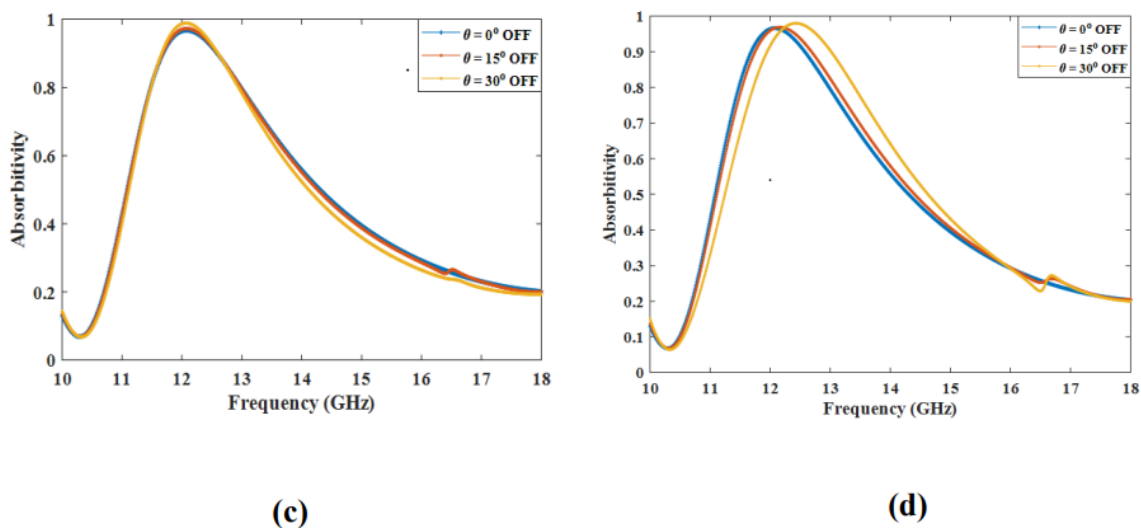 1
0.8
0.6
0.4
0.2
0
Absorbitivity
10 11 12 13 14 15 16 17 18
Frequency (GHz)
θ = 0° OFF
θ = 15° OFF
θ = 30° OFF
(c)
1
0.9
0.8
0.7
0.6
0.5
0.4
0.3
0.2
0.1
0
Absorbitivity
10 11 12 13 14 15 16 17 18
Frequency (GHz)
θ = 0° OFF
θ = 15° OFF
θ = 30° OFF
(d)